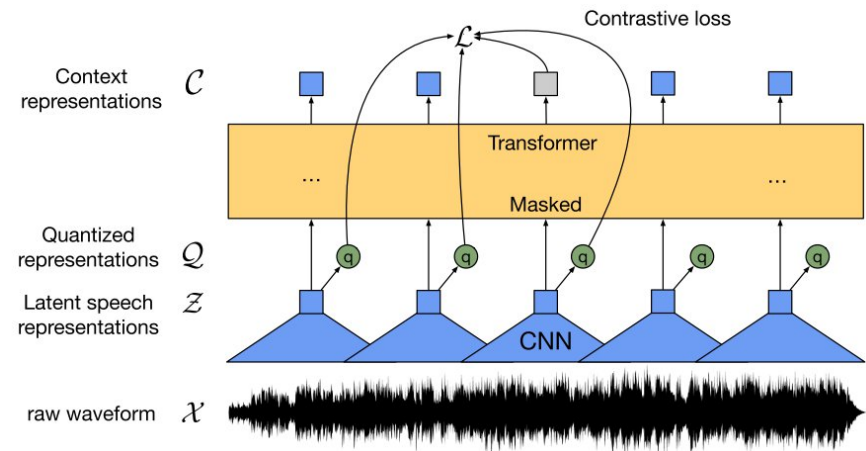 Contrastive loss
ℒ
Context
representations 𝒞
Transformer
... ...
Masked
Quantized
representations 𝒬
q q q q q
Latent speech
representations 𝒵
CNN
raw waveform 𝒳